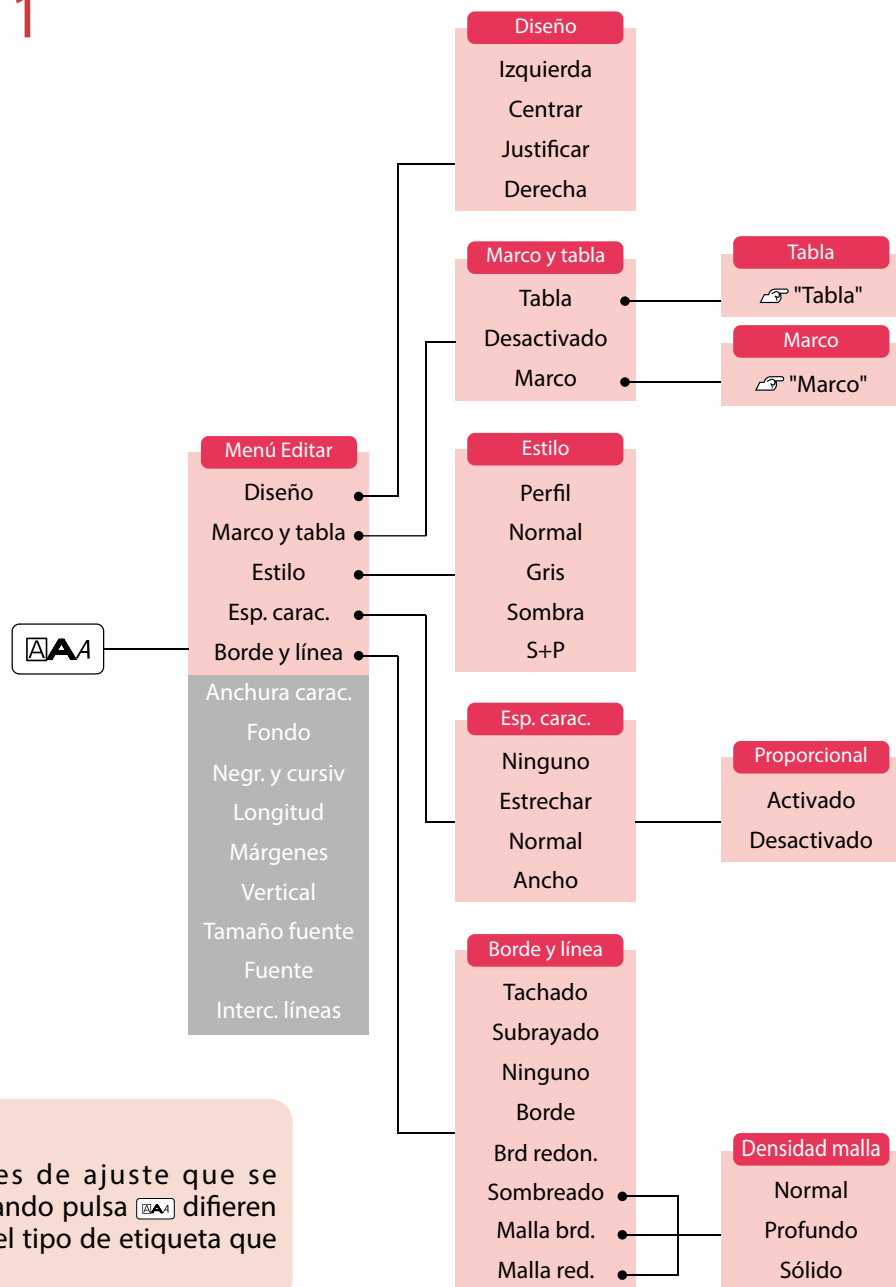 1
Diseño
Izquierda
Centrar
Justificar
Derecha
Marco y tabla
Tabla
Desactivado
Marco
Tabla
"Tabla"
Marco
"Marco"
Menú Editar
Diseño
Marco y tabla
Estilo
Esp. carac.
Borde y línea
Anchura carac.
Fondo
Negr. y cursiv
Longitud
Márgenes
Vertical
Tamaño fuente
Fuente
Interc. líneas
AAA
Estilo
Perfil
Normal
Gris
Sombra
S+P
Esp. carac.
Ninguno
Estrechar
Normal
Ancho
Proporcional
Activado
Desactivado
Borde y línea
Tachado
Subrayado
Ninguno
Borde
Brd redon.
Sombreado
Malla brd.
Malla red.
Densidad malla
Normal
Profundo
Sólido
es de ajuste que se
ando pulsa AAA difieren
el tipo de etiqueta que